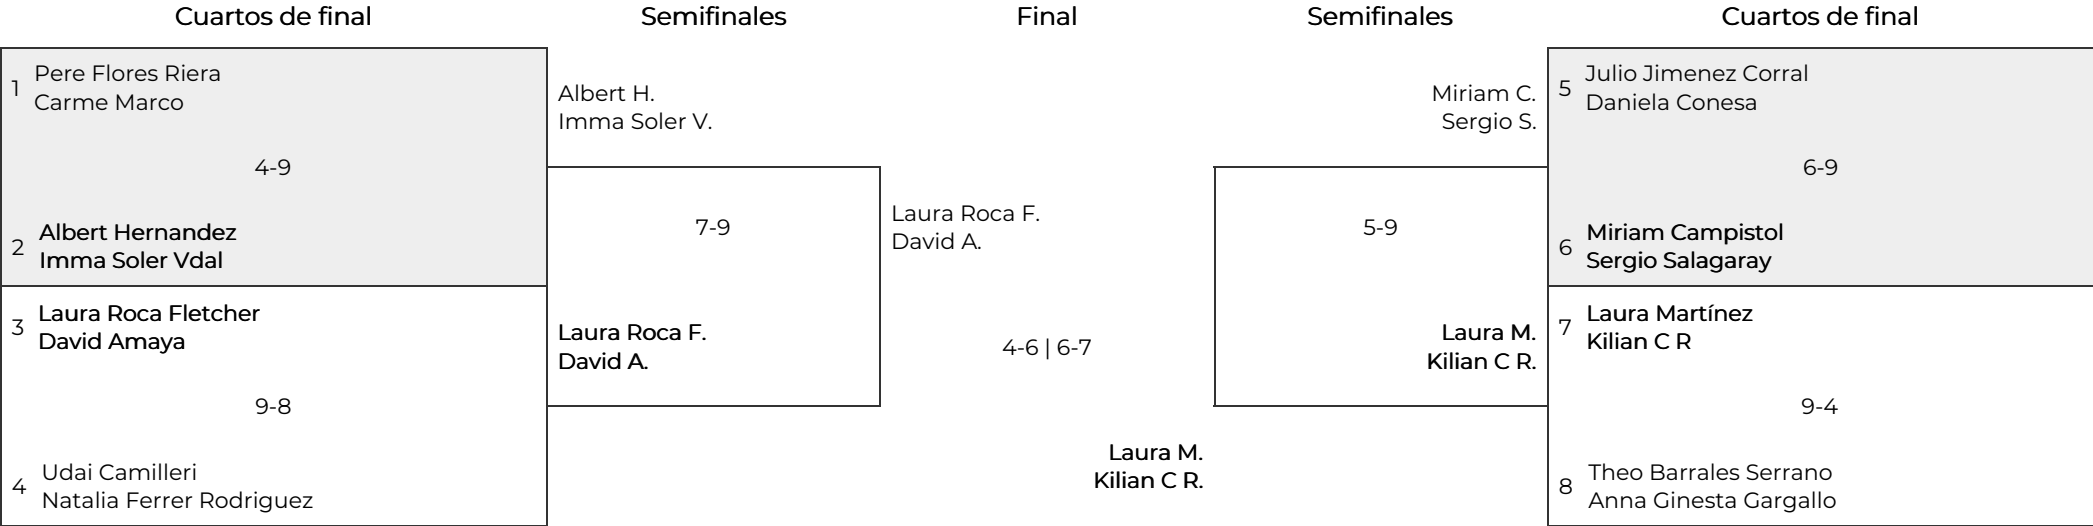 Cuartos de final
Semifinales
Final
Semifinales
Cuartos de final
1
Pere Flores Riera
Carme Marco
4-9
2
Albert Hernandez
Imma Soler Vdal
3
Laura Roca Fletcher
David Amaya
9-8
4
Udai Camilleri
Natalia Ferrer Rodriguez
Albert H.
Imma Soler V.
7-9
Laura Roca F.
David A.
Laura Roca F.
David A.
4-6 | 6-7
Laura M.
Kilian C R.
Miriam C.
Sergio S.
5-9
Laura M.
Kilian C R.
5
Julio Jimenez Corral
Daniela Conesa
6-9
6
Miriam Campistol
Sergio Salagaray
7
Laura Martínez
Kilian C R
9-4
8
Theo Barrales Serrano
Anna Ginesta Gargallo